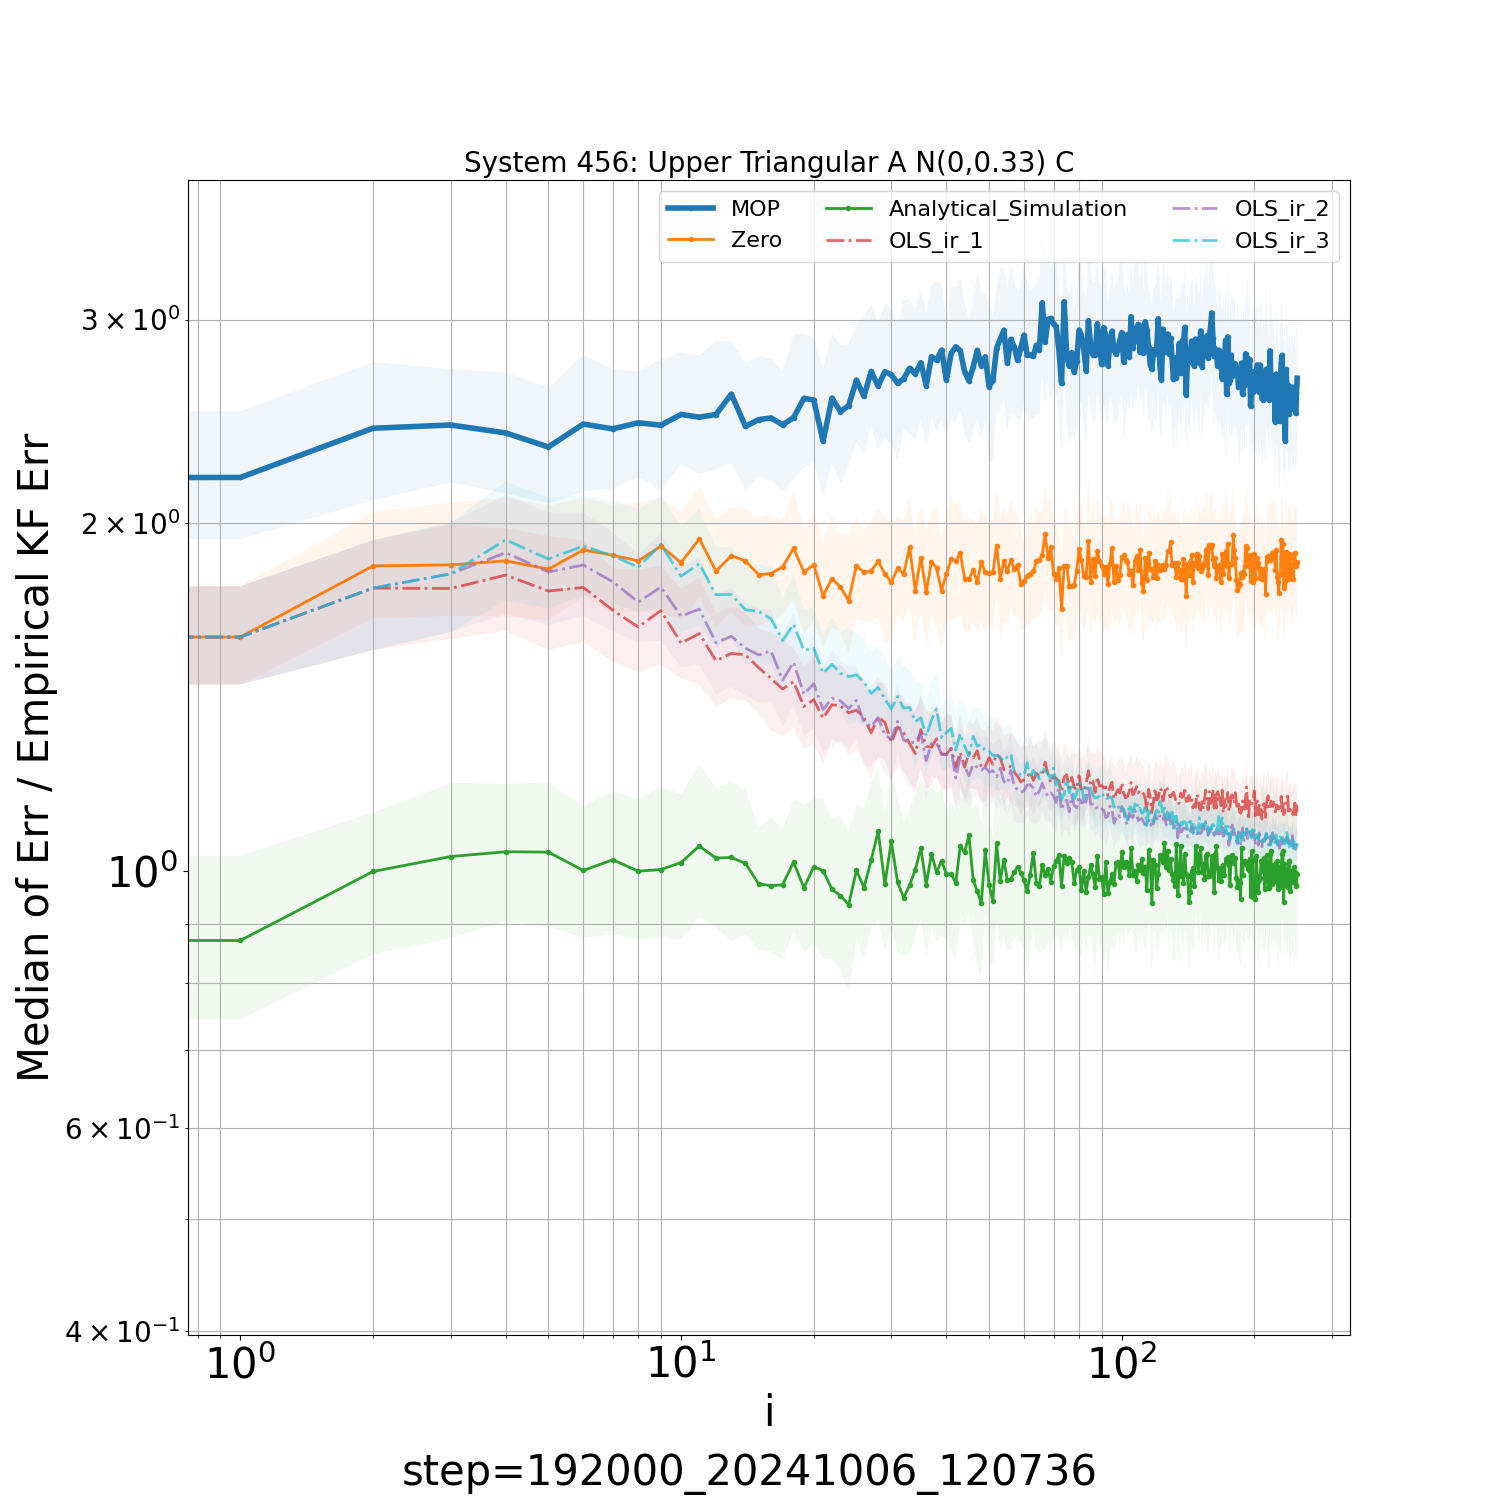 System 456: Upper Triangular A N(0,0.33) C
MOP
Zero
Analytical_Simulation
OLS_ir_1
OLS_ir_2
OLS_ir_3
Median of Err / Empirical KF Err
3 × 10⁰
2 × 10⁰
10⁰
6 × 10⁻¹
4 × 10⁻¹
10⁰ 10¹ 10²
i
step=192000_20241006_120736